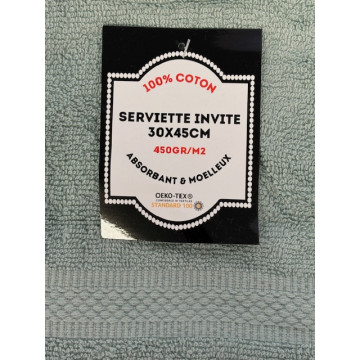 100% COTON
SERVIETTE INVITE
30X45CM
450GR/M2
ABSORBANT & MOELLEUX
OEKO-TEX®
STANDARD 100